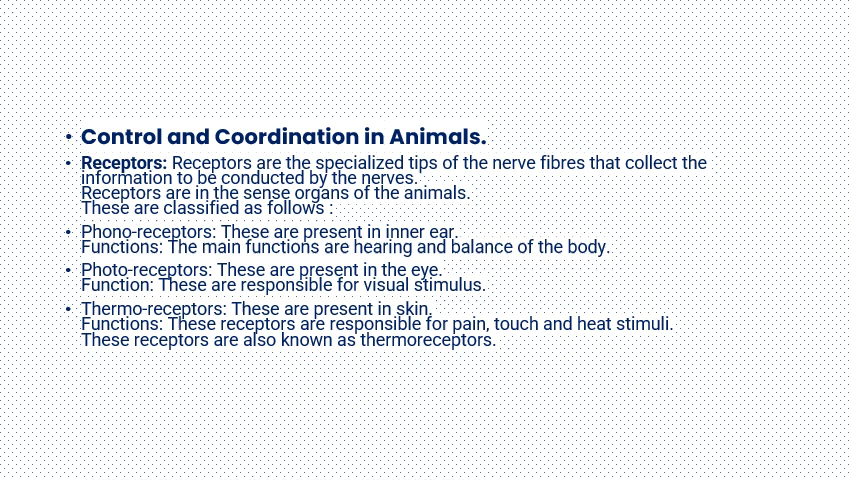 • Control and Coordination in Animals.
• Receptors: Receptors are the specialized tips of the nerve fibres that collect the
information to be conducted by the nerves.
Receptors are in the sense organs of the animals.
These are classified as follows :
• Phono-receptors: These are present in inner ear.
Functions: The main functions are hearing and balance of the body.
• Photo-receptors: These are present in the eye.
Function: These are responsible for visual stimulus.
• Thermo-receptors: These are present in skin.
Functions: These receptors are responsible for pain, touch and heat stimuli.
These receptors are also known as thermoreceptors.